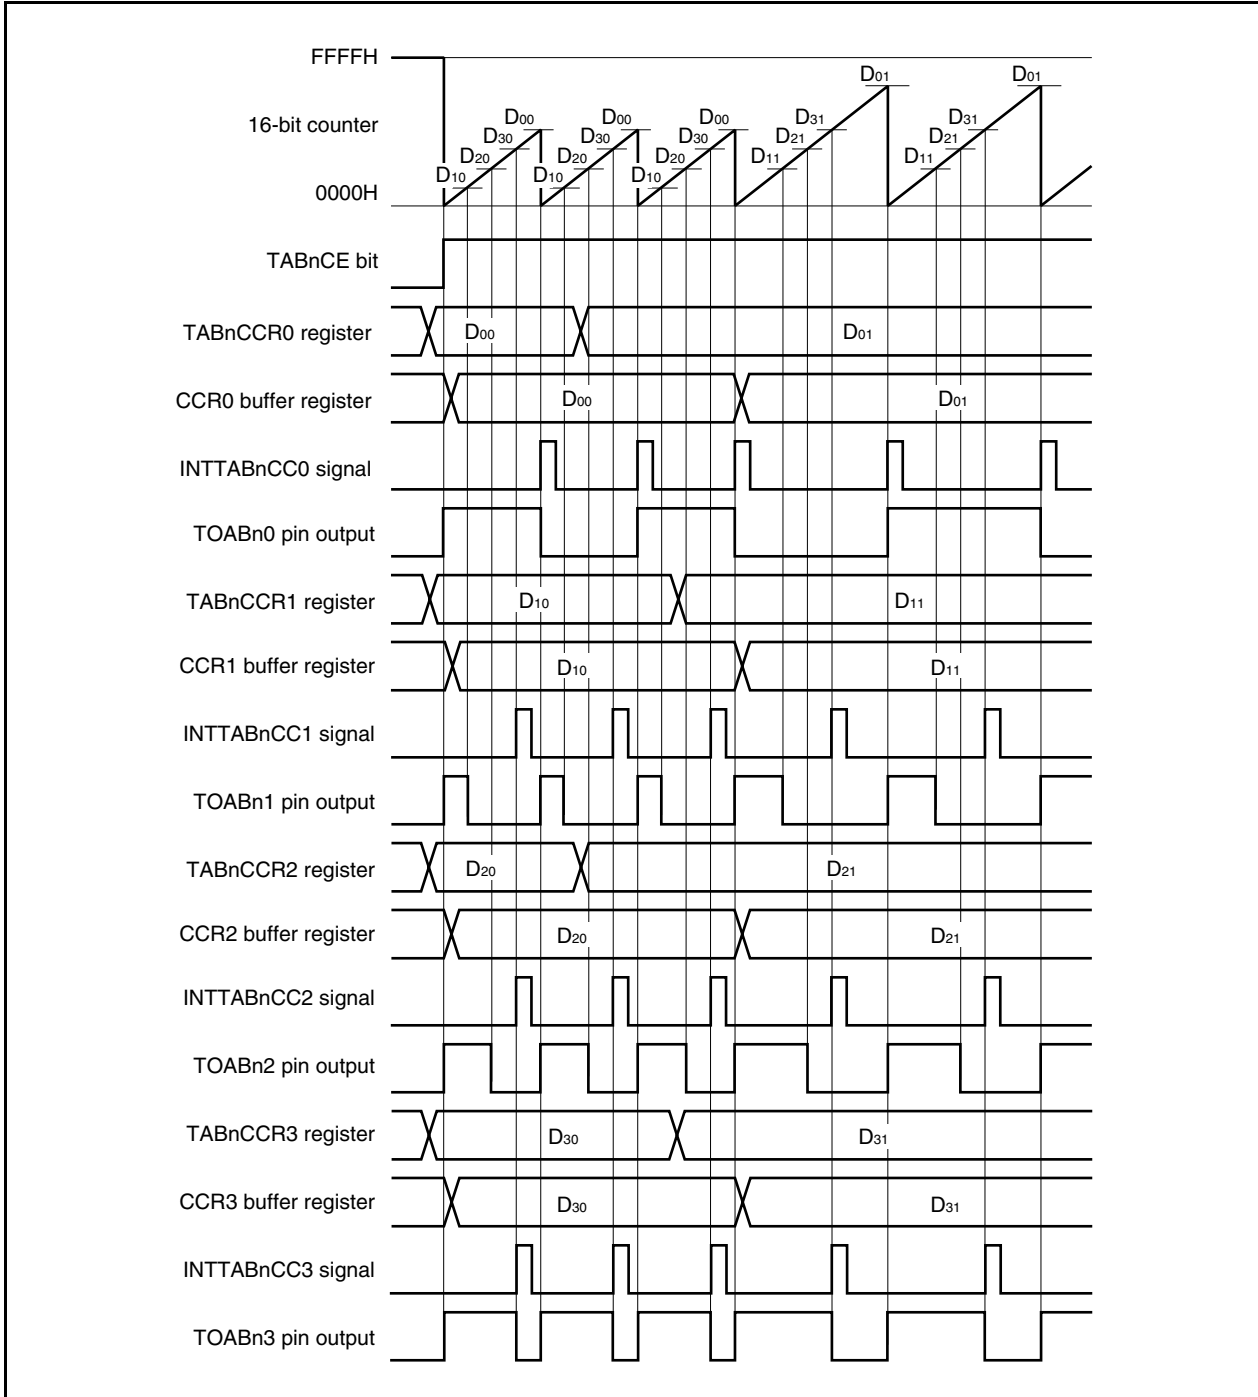 FFFFH
D01 D01
16-bit counter
D00 D00 D00 D31 D31
D30 D30 D30 D21 D21
D20 D20 D20 D11 D11
D10 D10 D10
0000H
TABnCE bit
TABnCCR0 register D00 D01
CCR0 buffer register D00 D01
INTTABnCC0 signal
TOABn0 pin output
TABnCCR1 register D10 D11
CCR1 buffer register D10 D11
INTTABnCC1 signal
TOABn1 pin output
TABnCCR2 register D20 D21
CCR2 buffer register D20 D21
INTTABnCC2 signal
TOABn2 pin output
TABnCCR3 register D30 D31
CCR3 buffer register D30 D31
INTTABnCC3 signal
TOABn3 pin output